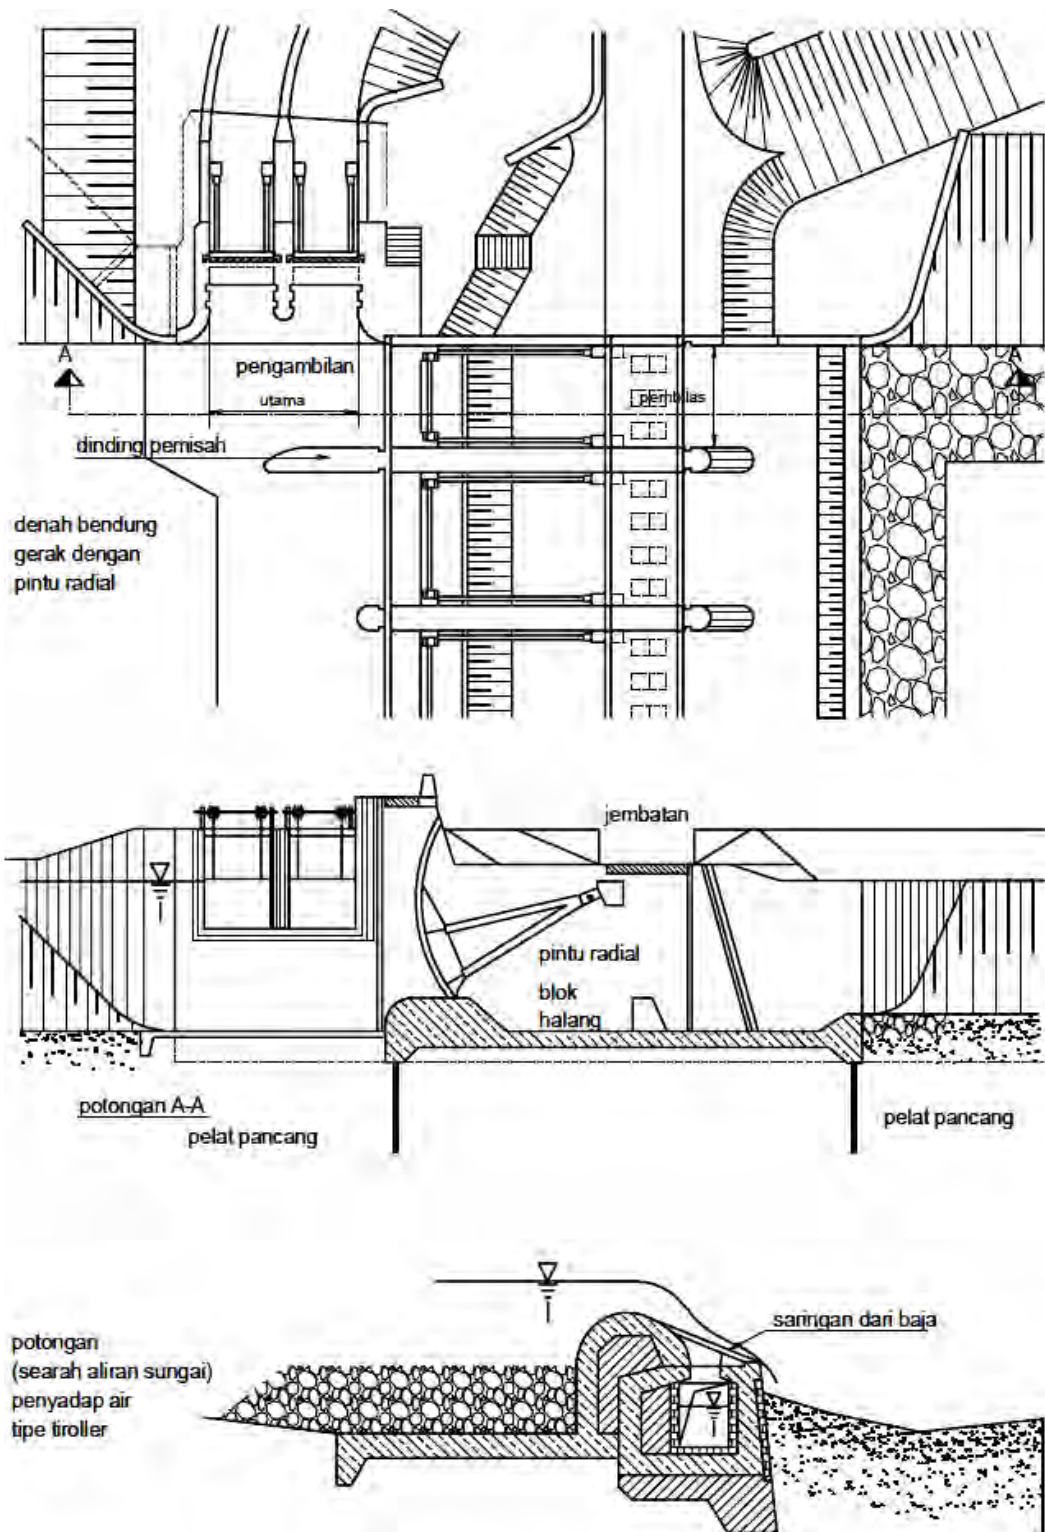 A
A
pengambilan
utama
pembilas
dinding pemisah
denah bendung
gerak dengan
pintu radial
jembatan
pintu radial
blok
halang
potongan A-A
pelat pancang
pelat pancang
saringan dari baja
potongan
(searah aliran sungai)
penyadap air
tipe tiroller